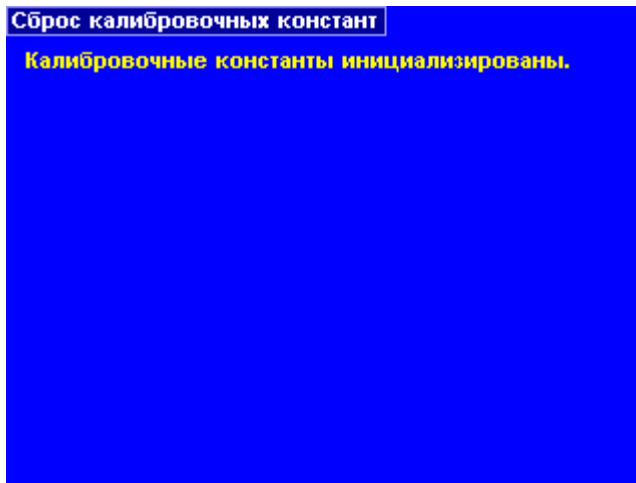 Сброс калибровочных констант
Калибровочные константы инициализированы.